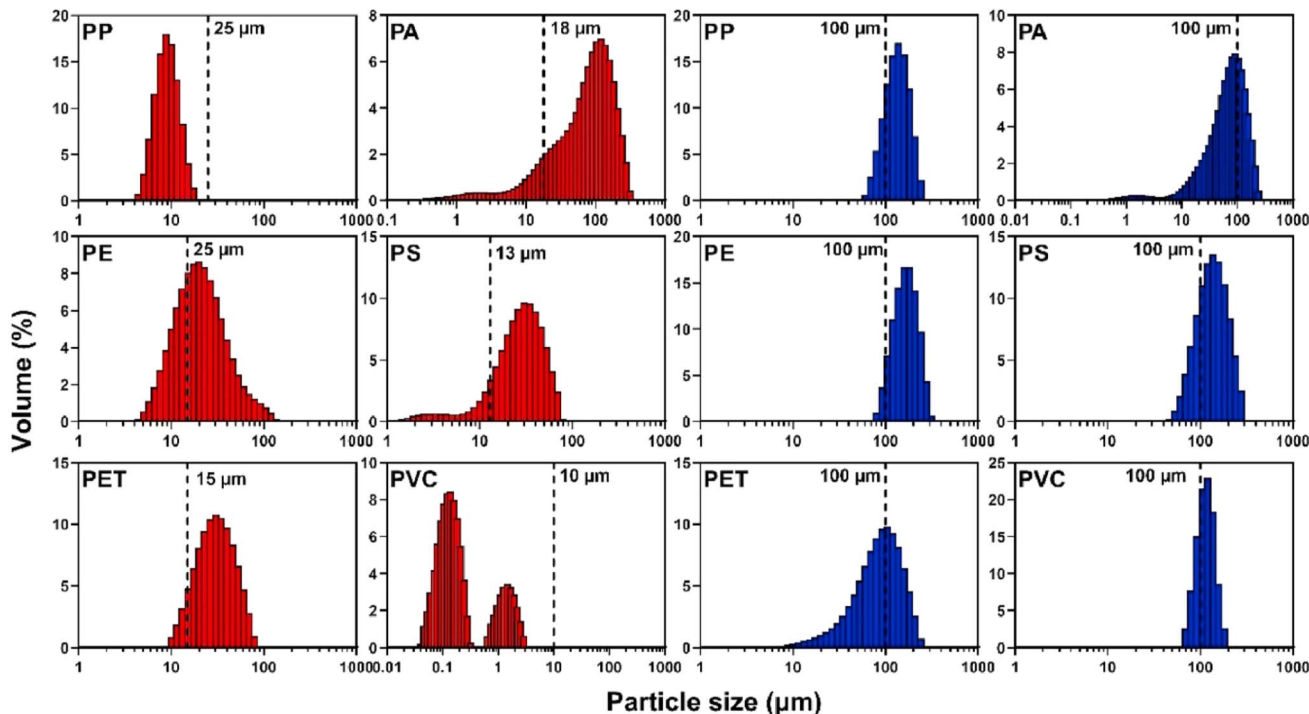 Volume (%)
PP 25 µm
20
15
10
5
0
1 10 100 1000
PA 18 µm
8
6
4
2
0
0.1 1 10 100 1000
PP 100 µm
20
15
10
5
0
1 10 100 1000
PA 100 µm
10
8
6
4
2
0
0.01 0.1 1 10 100 1000
PE 25 µm
10
8
6
4
2
0
1 10 100 1000
PS 13 µm
15
10
5
0
1 10 100 1000
PE 100 µm
20
15
10
5
0
1 10 100 1000
PS 100 µm
15
10
5
0
1 10 100 1000
PET 15 µm
15
10
5
0
1 10 100 1000
PVC 10 µm
10
8
6
4
2
0
0.01 0.1 1 10 100 1000
PET 100 µm
15
10
5
0
1 10 100 1000
PVC 100 µm
25
20
15
10
5
0
1 10 100 1000
Particle size (µm)